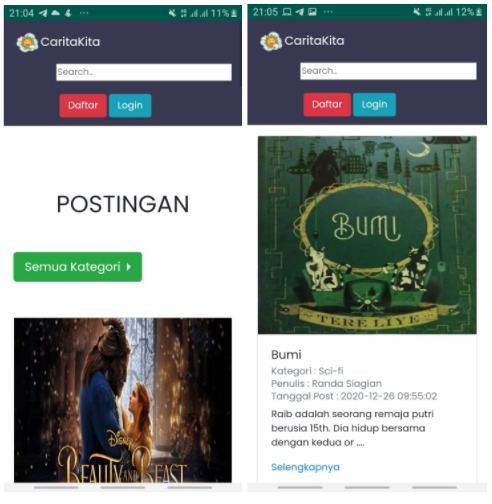 21:04
11%
CaritaKita
Search..
Daftar
Login
POSTINGAN
Semua Kategori
Disney
BEAUTY AND BEAST
21:05
12%
CaritaKita
Search..
Daftar
Login
BUMI
TERE LIYE
Bumi
Kategori : Sci-fi
Penulis : Randa Siagian
Tanggal Post : 2020-12-26 09:55:02
Raib adalah seorang remaja putri
berusia 15th. Dia hidup bersama
dengan kedua or ....
Selengkapnya